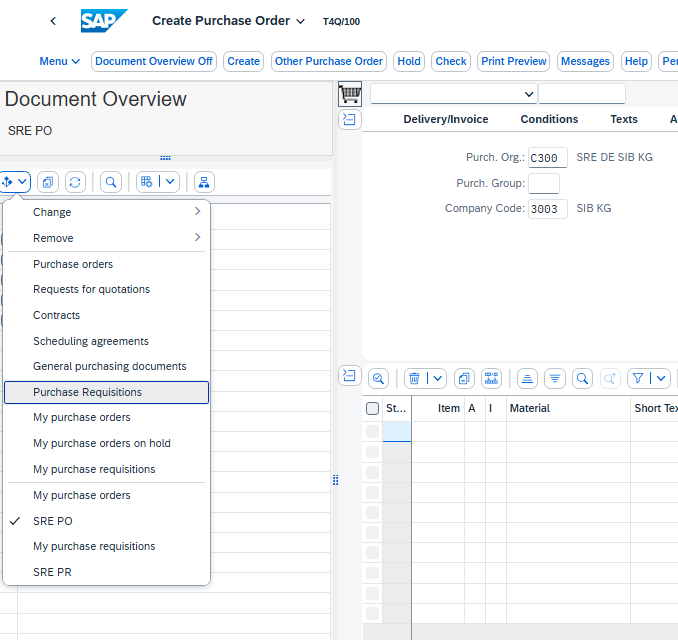 SAP Create Purchase Order T4Q/100
Menu Document Overview Off Create Other Purchase Order Hold Check Print Preview Messages Help Per
Document Overview
SRE PO
Delivery/Invoice Conditions Texts A
Purch. Org.: C300 SRE DE SIB KG
Purch. Group:
Company Code: 3003 SIB KG
Change
Remove
Purchase orders
Requests for quotations
Contracts
Scheduling agreements
General purchasing documents
Purchase Requisitions
My purchase orders
My purchase orders on hold
My purchase requisitions
My purchase orders
SRE PO
My purchase requisitions
SRE PR
St... Item A I Material Short Tex